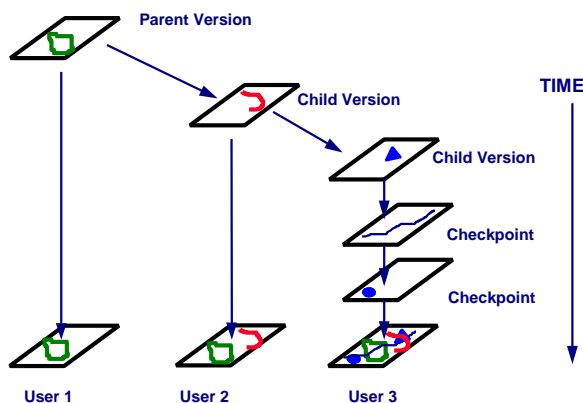 Parent Version
TIME
Child Version
Child Version
Checkpoint
Checkpoint
User 1
User 2
User 3